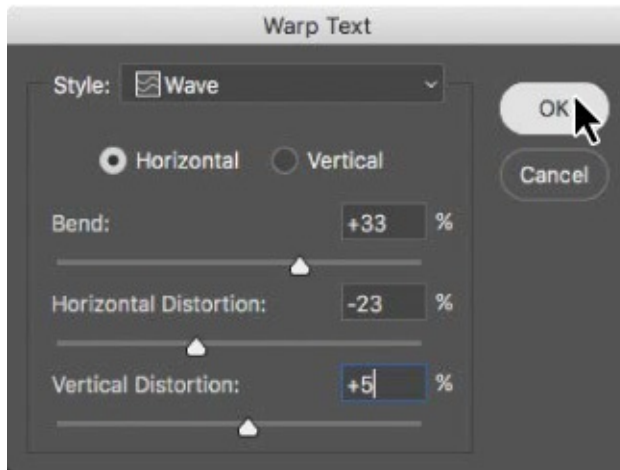 Warp Text
Style: Wave
OK
Horizontal Vertical
Cancel
Bend: +33 %
Horizontal Distortion: -23 %
Vertical Distortion: +5 %